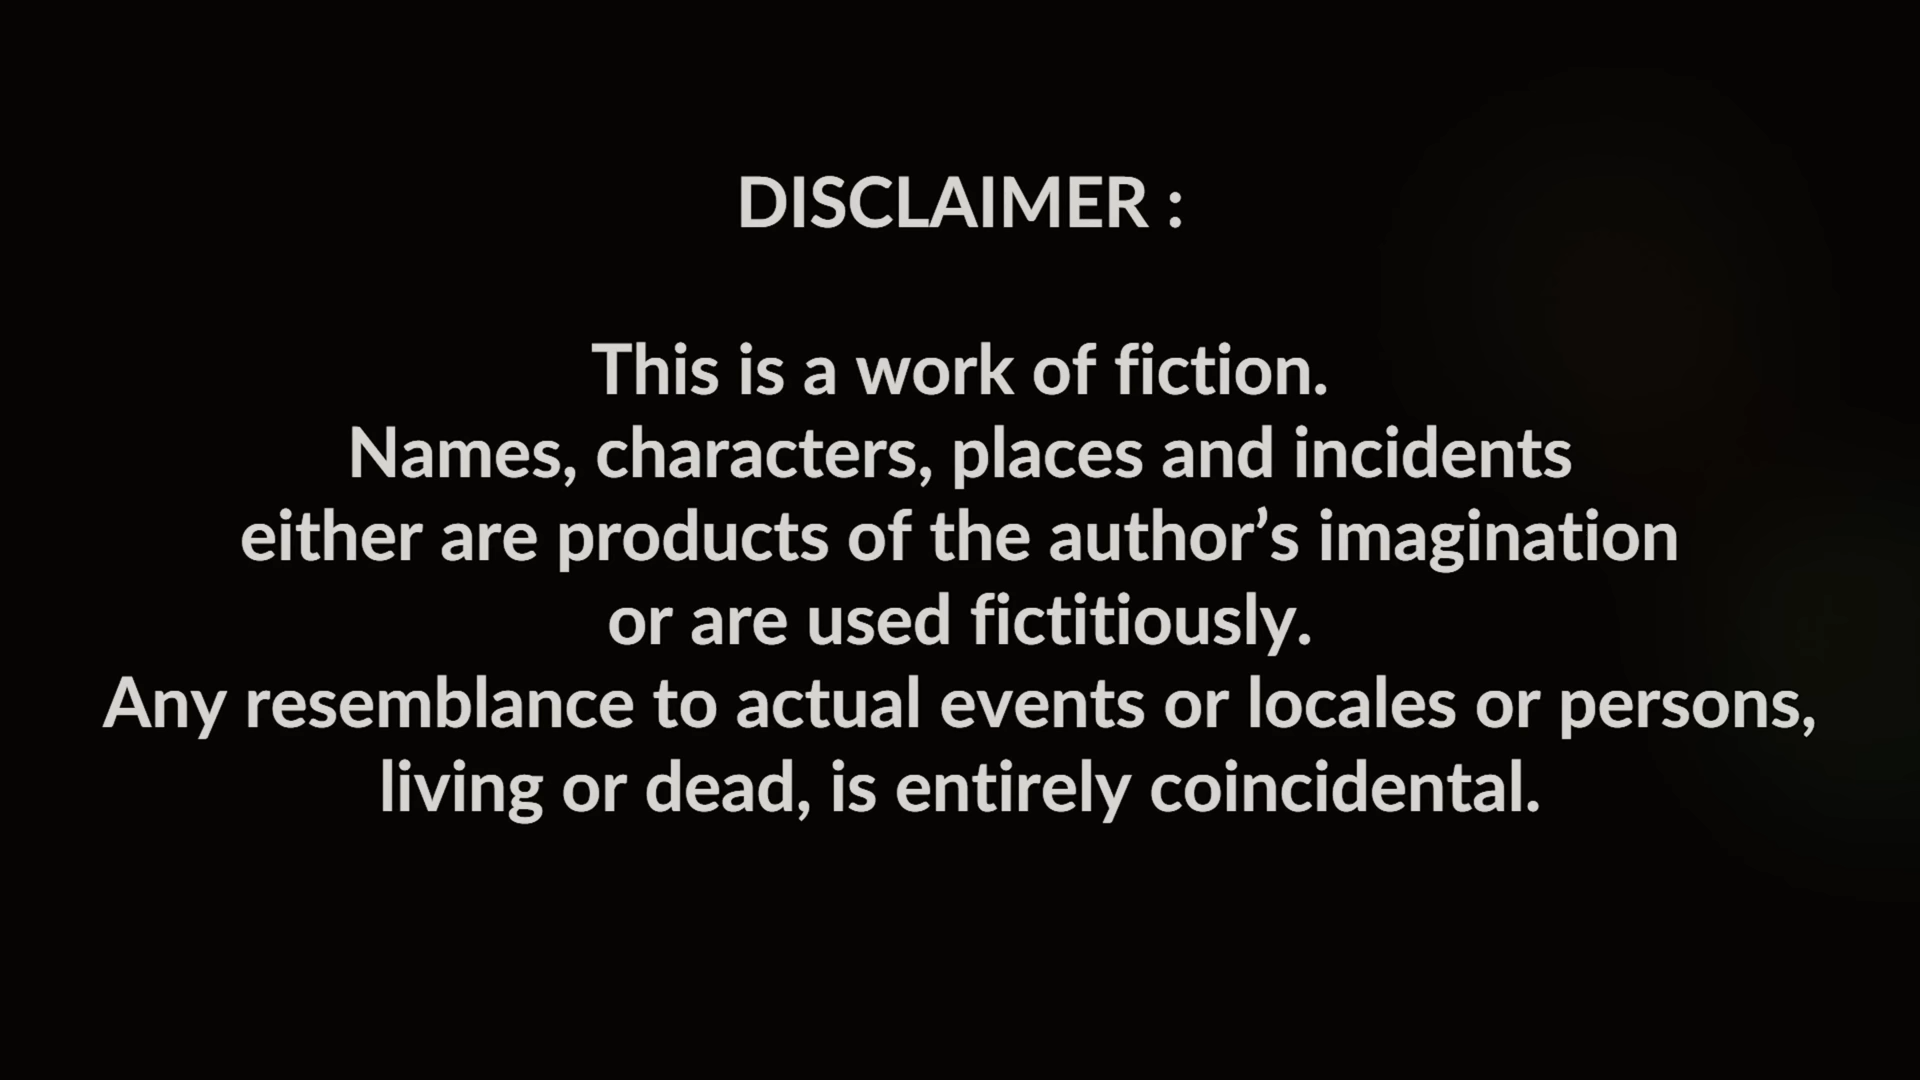 DISCLAIMER :
This is a work of fiction.
Names, characters, places and incidents
either are products of the author’s imagination
or are used fictitiously.
Any resemblance to actual events or locales or persons,
living or dead, is entirely coincidental.